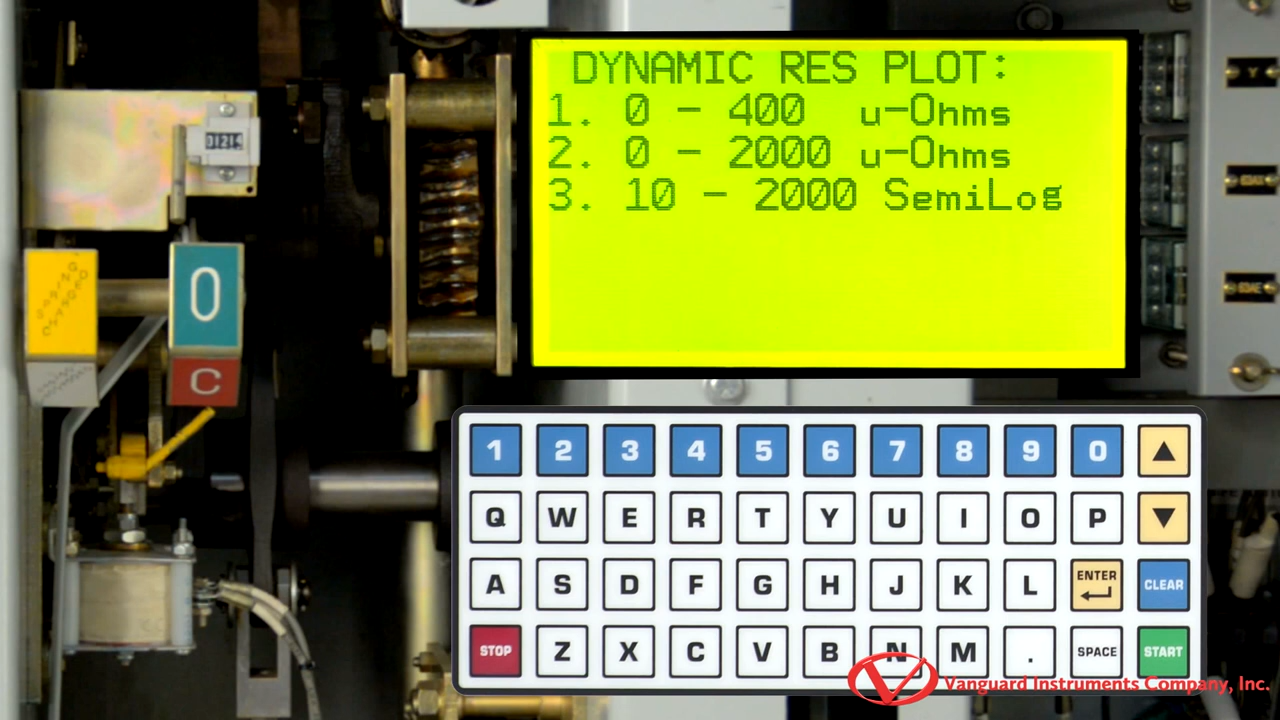 DYNAMIC RES PLOT:
1. 0 - 400 u-Ohms
2. 0 - 2000 u-Ohms
3. 10 - 2000 SemiLog
O
C
1 2 3 4 5 6 7 8 9 0 ▲
Q W E R T Y U I O P ▼
A S D F G H J K L ENTER CLEAR
STOP Z X C V B N M . SPACE START
Vanguard Instruments Company, Inc.